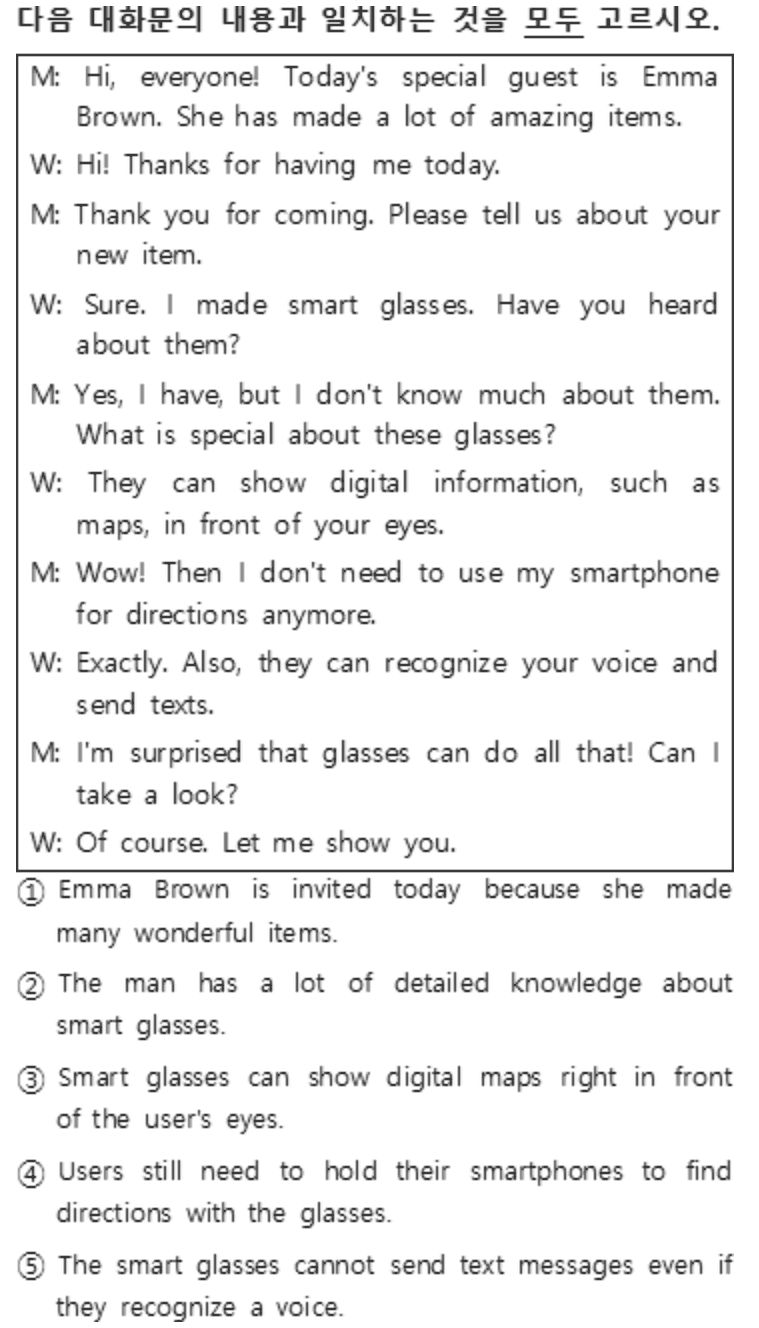 다음 대화문의 내용과 일치하는 것을 모두 고르시오.
M: Hi, everyone! Today's special guest is Emma
Brown. She has made a lot of amazing items.
W: Hi! Thanks for having me today.
M: Thank you for coming. Please tell us about your
new item.
W: Sure. I made smart glasses. Have you heard
about them?
M: Yes, I have, but I don't know much about them.
What is special about these glasses?
W: They can show digital information, such as
maps, in front of your eyes.
M: Wow! Then I don't need to use my smartphone
for directions anymore.
W: Exactly. Also, they can recognize your voice and
send texts.
M: I'm surprised that glasses can do all that! Can I
take a look?
W: Of course. Let me show you.
① Emma Brown is invited today because she made
many wonderful items.
② The man has a lot of detailed knowledge about
smart glasses.
③ Smart glasses can show digital maps right in front
of the user's eyes.
④ Users still need to hold their smartphones to find
directions with the glasses.
⑤ The smart glasses cannot send text messages even if
they recognize a voice.